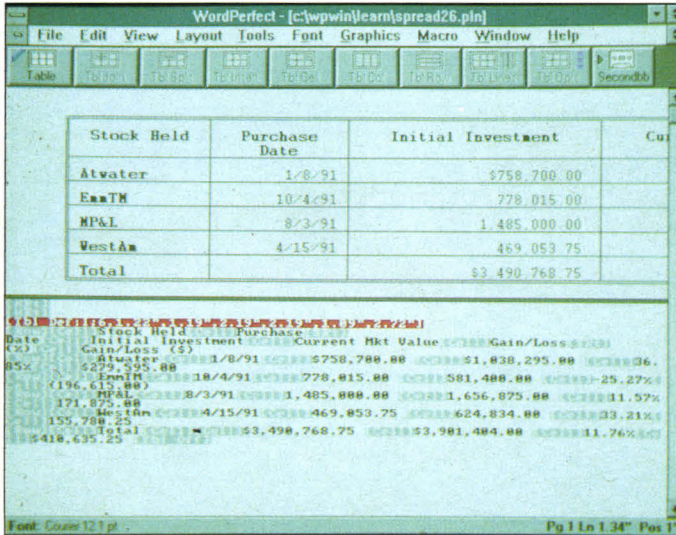 WordPerfect - [c:\wpwin\learn\spread26.pln]
File Edit View Layout Tools Font Graphics Macro Window Help
Table Secondbb
Stock Held Purchase Date Initial Investment
Atwater 1/8/91 $758,700.00
EmmTM 10/4/91 778,015.00
MP&L 8/3/91 1,485,000.00
WestAm 4/15/91 469,053.75
Total $3,490,768.75
Stock Held Purchase
Date Initial Investment Current Mkt Value Gain/Loss
(%) Gain/Loss ($)
Atwater 1/8/91 $758,700.00 $1,038,295.00 36.
85% $279,595.00
EmmTM 10/4/91 778,015.00 581,400.00 -25.27%
(196,615.00)
MP&L 8/3/91 1,485,000.00 1,656,875.00 11.57%
171,875.00
WestAm 4/15/91 469,053.75 624,834.00 33.21%
155,780.25
Total $3,490,768.75 $3,901,404.00 11.76%
$410,635.25
Font: Courier 12.1 pt Pg 1 Ln 1.34" Pos 1"